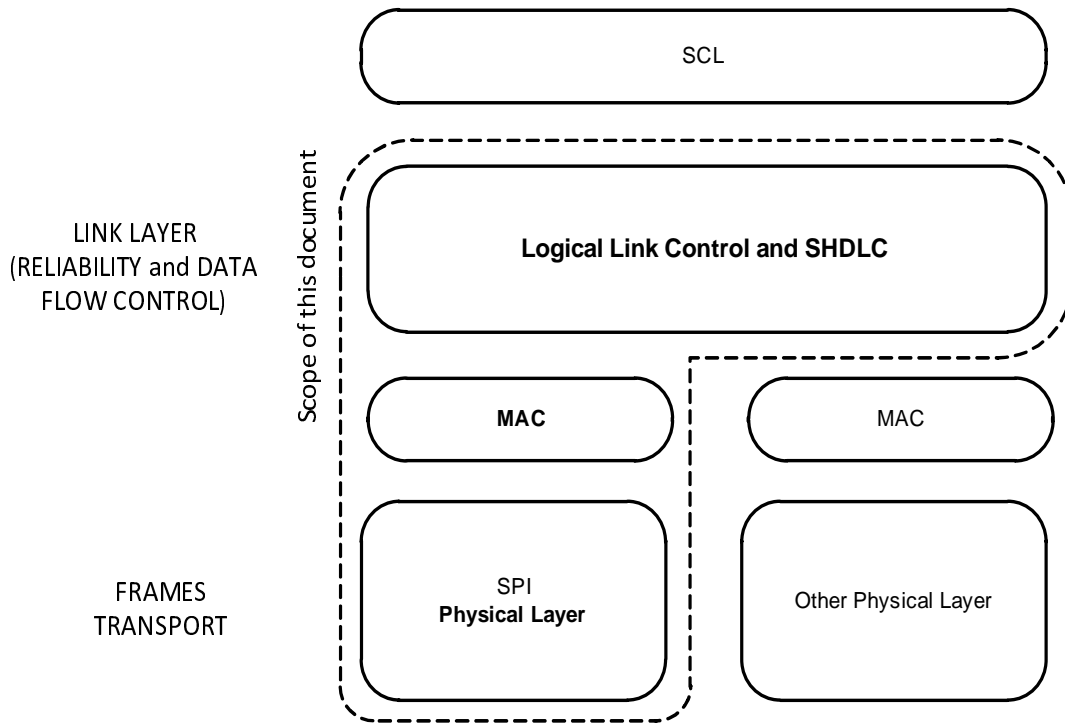 SCL
Scope of this document
LINK LAYER
(RELIABILITY and DATA
FLOW CONTROL)
Logical Link Control and SHDLC
MAC
MAC
FRAMES
TRANSPORT
SPI
Physical Layer
Other Physical Layer